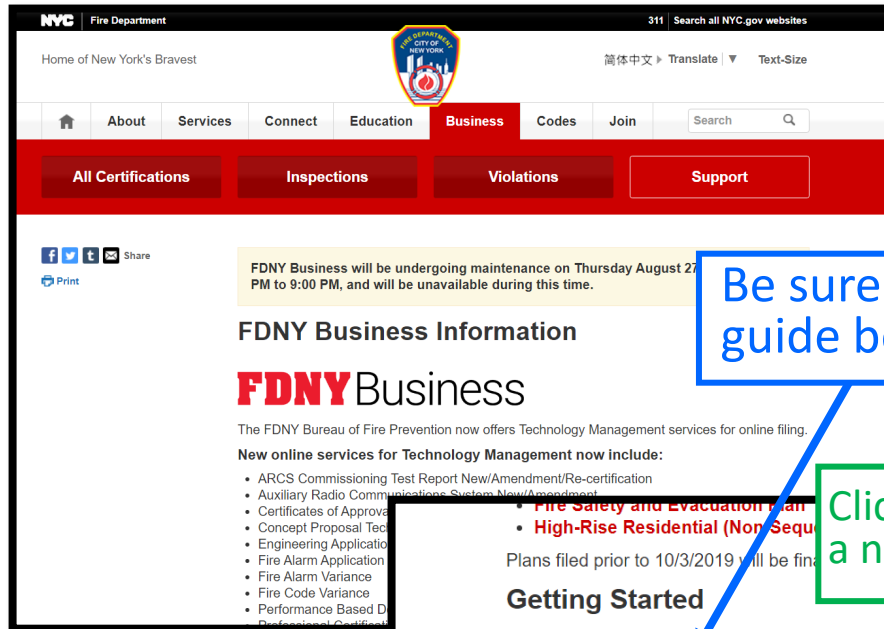 NYC Fire Department 311 Search all NYC.gov websites
Home of New York's Bravest
FIRE DEPARTMENT
CITY OF
NEW YORK
简体中文 ▶ Translate ▼ Text-Size
About Services Connect Education Business Codes Join Search
All Certifications Inspections Violations Support
Share
Print
FDNY Business will be undergoing maintenance on Thursday August 27
PM to 9:00 PM, and will be unavailable during this time.
Be sure
guide b
FDNY Business Information
FDNY Business
The FDNY Bureau of Fire Prevention now offers Technology Management services for online filing.
New online services for Technology Management now include:
• ARCS Commissioning Test Report New/Amendment/Re-certification
• Auxiliary Radio Communications System New/Amendment
• Certificates of Approva
• Concept Proposal Tec
• Engineering Applicatio
• Fire Alarm Application
• Fire Alarm Variance
• Fire Code Variance
• Performance Based D
• Professional Certificati
• Fire Safety and Evacuation Plan
• High-Rise Residential (Non-Seque
Plans filed prior to 10/3/2019 will be fina
Getting Started
Clic
a n